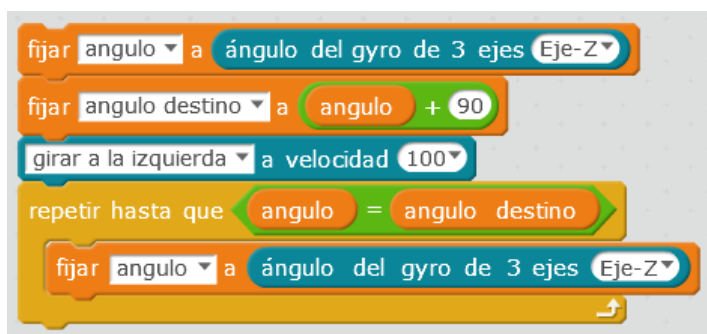 fijar angulo a ángulo del gyro de 3 ejes Eje-Z
fijar angulo destino a angulo + 90
girar a la izquierda a velocidad 100
repetir hasta que angulo = angulo destino
fijar angulo a ángulo del gyro de 3 ejes Eje-Z